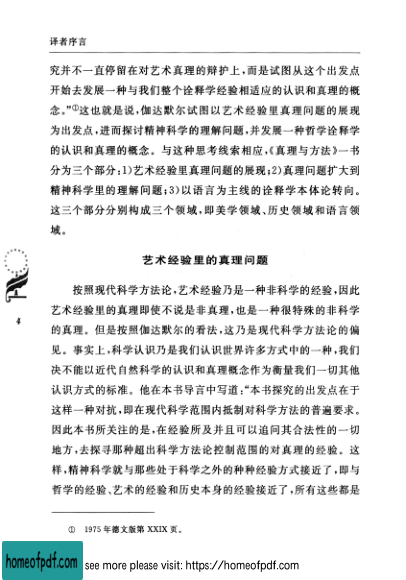 译者序言
究并不一直停留在对艺术真理的辩护上,而是试图从这个出发点
开始去发展一种与我们整个诠释学经验相适应的认识和真理的概
念。”①这也就是说,伽达默尔试图以艺术经验里真理问题的展现
为出发点,进而探讨精神科学的理解问题,并发展一种哲学诠释学
的认识和真理的概念。与这种思考线索相应,《真理与方法》一书
分为三个部分:1)艺术经验里真理问题的展现;2)真理问题扩大到
精神科学里的理解问题;3)以语言为主线的诠释学本体论转向。
这三个部分分别构成三个领域,即美学领域、历史领域和语言领
域。
艺术经验里的真理问题
按照现代科学方法论,艺术经验乃是一种非科学的经验,因此
艺术经验里的真理即使不说是非真理,也是一种很特殊的非科学
的真理。但是按照伽达默尔的看法,这乃是现代科学方法论的偏
见。事实上,科学认识乃是我们认识世界许多方式中的一种,我们
决不能以近代自然科学的认识和真理概念作为衡量我们一切其他
认识方式的标准。他在本书导言中写道:“本书探究的出发点在于
这样一种对抗,即在现代科学范围内抵制对科学方法的普遍要求。
因此本书所关注的是,在经验所及并且可以追问其合法性的一切
地方,去探寻那种超出科学方法论控制范围的对真理的经验。这
样,精神科学就与那些处于科学之外的种种经验方式接近了,即与
哲学的经验、艺术的经验和历史本身的经验接近了,所有这些都是
4
① 1975年德文版第 XXIX 页。
homeofpdf.com
see more please visit: https://homeofpdf.com